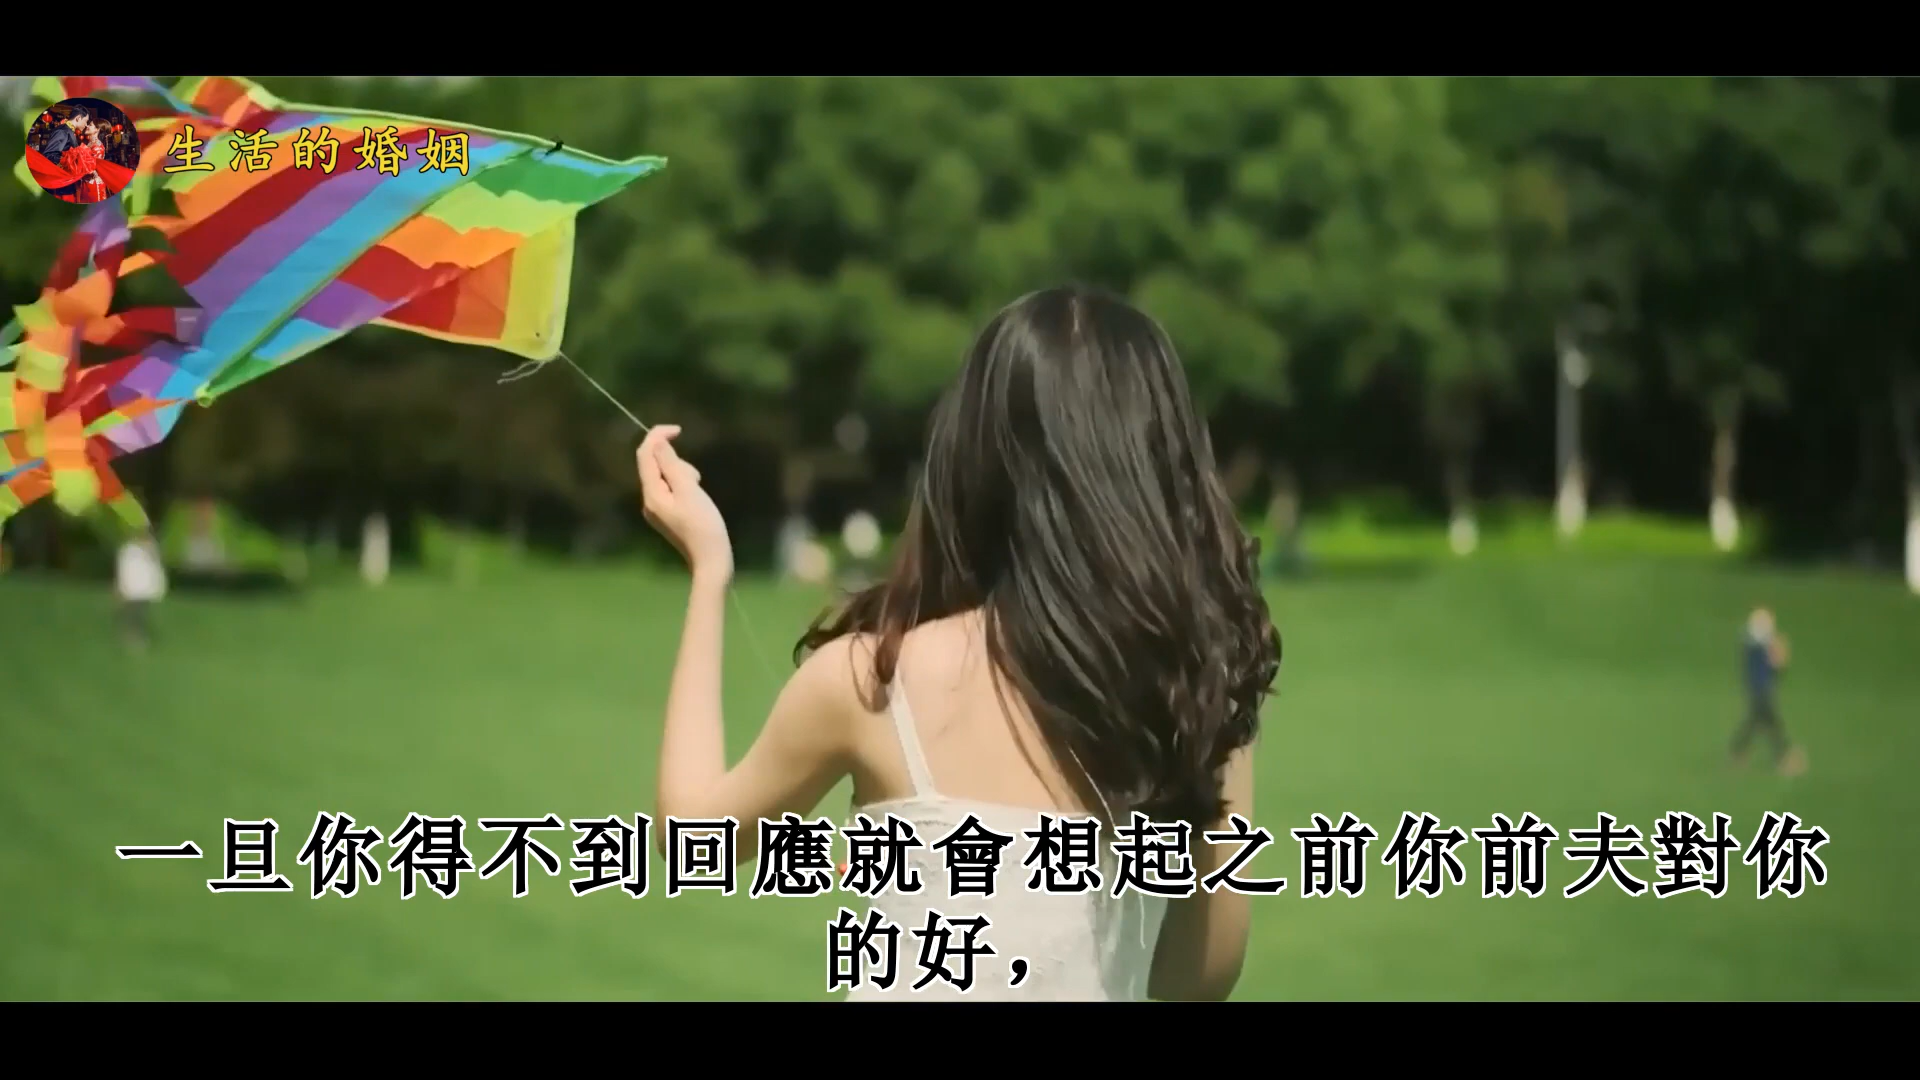 生活的婚姻
一旦你得不到回應就會想起之前你前夫對你
的好，